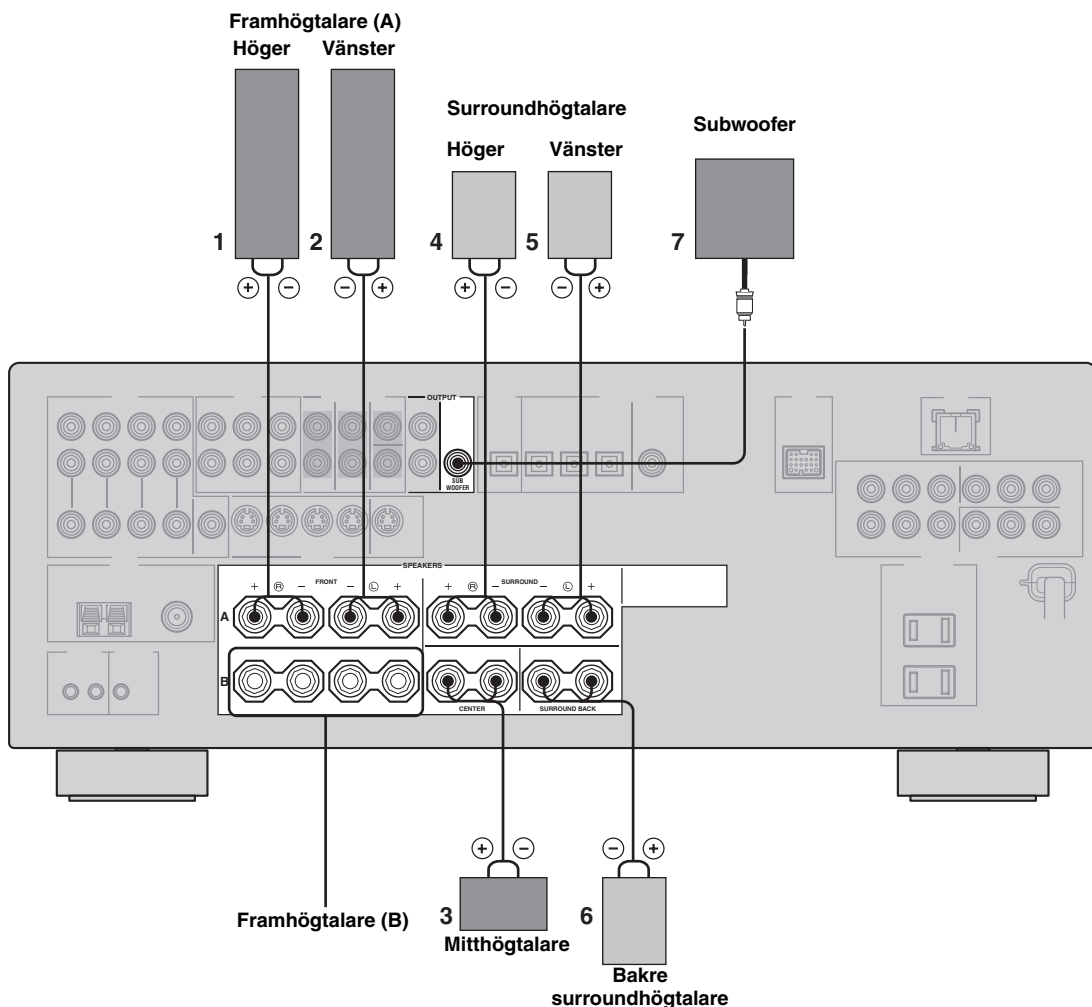 Framhögtalare (A)
Höger Vänster
Surroundhögtalare
Höger Vänster
Subwoofer
1 2 4 5 7
+ − − + + − − +
OUTPUT
SUB
WOOFER
SPEAKERS
+ R − FRONT − L + + R − SURROUND − L +
A
B
CENTER SURROUND BACK
+ − − +
Framhögtalare (B)
3 6
Mitthögtalare
Bakre
surroundhögtalare